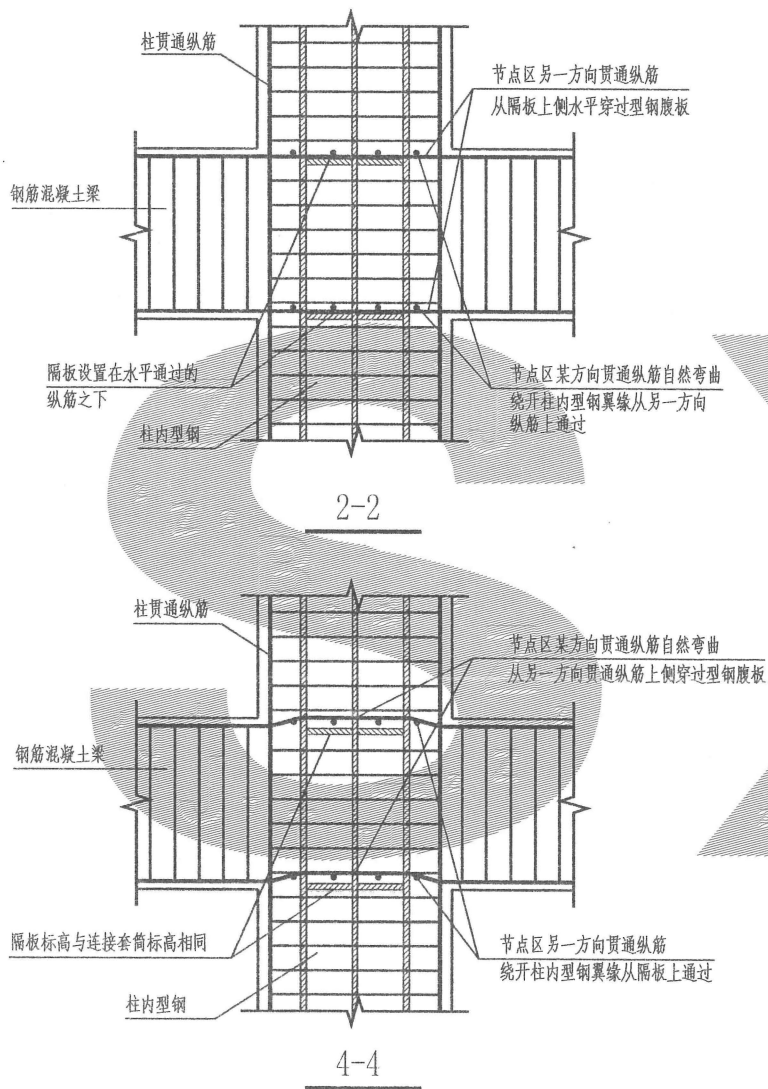 柱贯通纵筋
节点区另一方向贯通纵筋
从隔板上侧水平穿过型钢腹板
钢筋混凝土梁
隔板设置在水平通过的
纵筋之下
柱内型钢
节点区某方向贯通纵筋自然弯曲
绕开柱内型钢翼缘从另一方向
纵筋上通过
2-2
柱贯通纵筋
节点区某方向贯通纵筋自然弯曲
从另一方向贯通纵筋上侧穿过型钢腹板
钢筋混凝土梁
隔板标高与连接套筒标高相同
柱内型钢
节点区另一方向贯通纵筋
绕开柱内型钢翼缘从隔板上通过
4-4